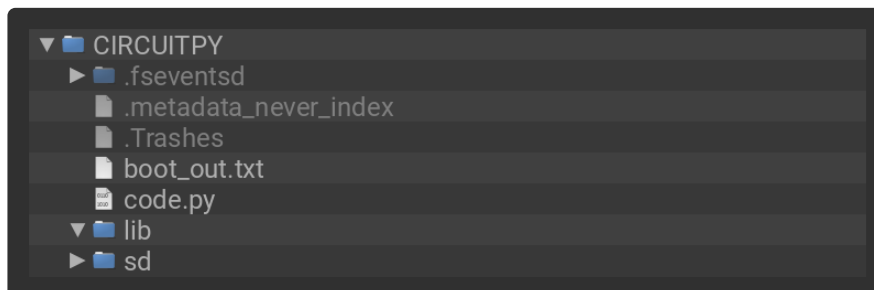 CIRCUITPY
.fseventsd
.metadata_never_index
.Trashes
boot_out.txt
code.py
lib
sd